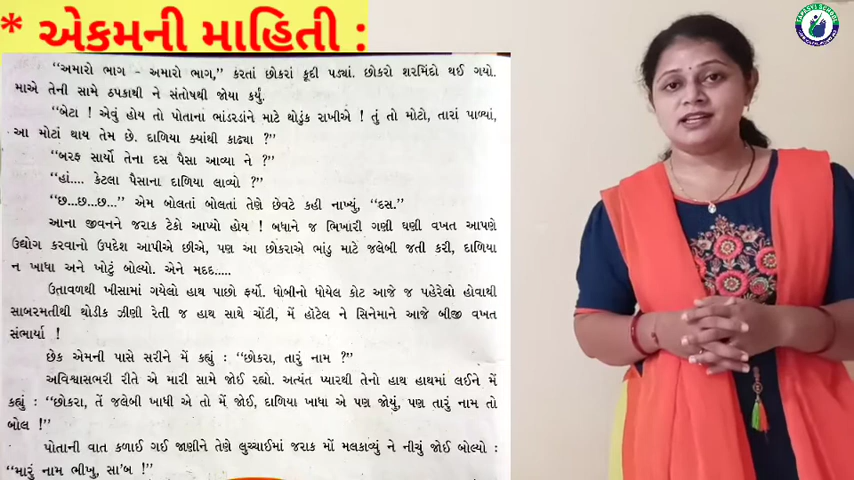 * એકમની માહિતી :
TAPASYA SCHOOL
“અમારો ભાગ – અમારો ભાગ,” કરતાં છોકરાં કૂદી પડ્યાં. છોકરો શરમિંદો થઈ ગયો.
માએ તેની સામે ઠપકાથી ને સંતોષથી જોયા કર્યું.
“બેટા ! એવું હોય તો પોતાનાં ભાંડરડાંને માટે થોડુંક રાખીએ ! તું તો મોટો, તારાં પાળ્યાં,
આ મોટાં થાય તેમ છે. દાળિયા ક્યાંથી કાઢ્યા ?”
“બરફ સાર્યો તેના દસ પૈસા આવ્યા ને ?”
“હાં.... કેટલા પૈસાના દાળિયા લાવ્યો ?”
“છ...છ...છ...” એમ બોલતાં બોલતાં તેણે છેવટે કહી નાખ્યું, “દસ.”
આના જીવનને જરાક ટેકો આપ્યો હોય ! બધાને જ ભિખારી ગણી ઘણી વખત આપણે
ઉદ્યોગ કરવાનો ઉપદેશ આપીએ છીએ, પણ આ છોકરાએ ભાંડુ માટે જલેબી જતી કરી, દાળિયા
ન ખાધા અને ખોટું બોલ્યો. એને મદદ.....
ઉતાવળથી ખીસામાં ગયેલો હાથ પાછો ફર્યો. ધોબીનો ધોયેલ કોટ આજે જ પહેરેલો હોવાથી
સાબરમતીથી થોડીક ઝીણી રેતી જ હાથ સાથે ચોંટી, મેં હૉટેલ ને સિનેમાને આજે બીજી વખત
સંભાર્યા !
છેક એમની પાસે સરીને મેં કહ્યું : “છોકરા, તારું નામ ?”
અવિશ્વાસભરી રીતે એ મારી સામે જોઈ રહ્યો. અત્યંત પ્યારથી તેનો હાથ હાથમાં લઈને મેં
કહ્યું : “છોકરા, તેં જલેબી ખાધી એ તો મેં જોઈ, દાળિયા ખાધા એ પણ જોયું, પણ તારું નામ તો
બોલ !”
પોતાની વાત કળાઈ ગઈ જાણીને તેણે લુચ્ચાઈમાં જરાક મોં મલકાવ્યું ને નીચું જોઈ બોલ્યો :
“મારું નામ ભીખુ, સા'બ !”